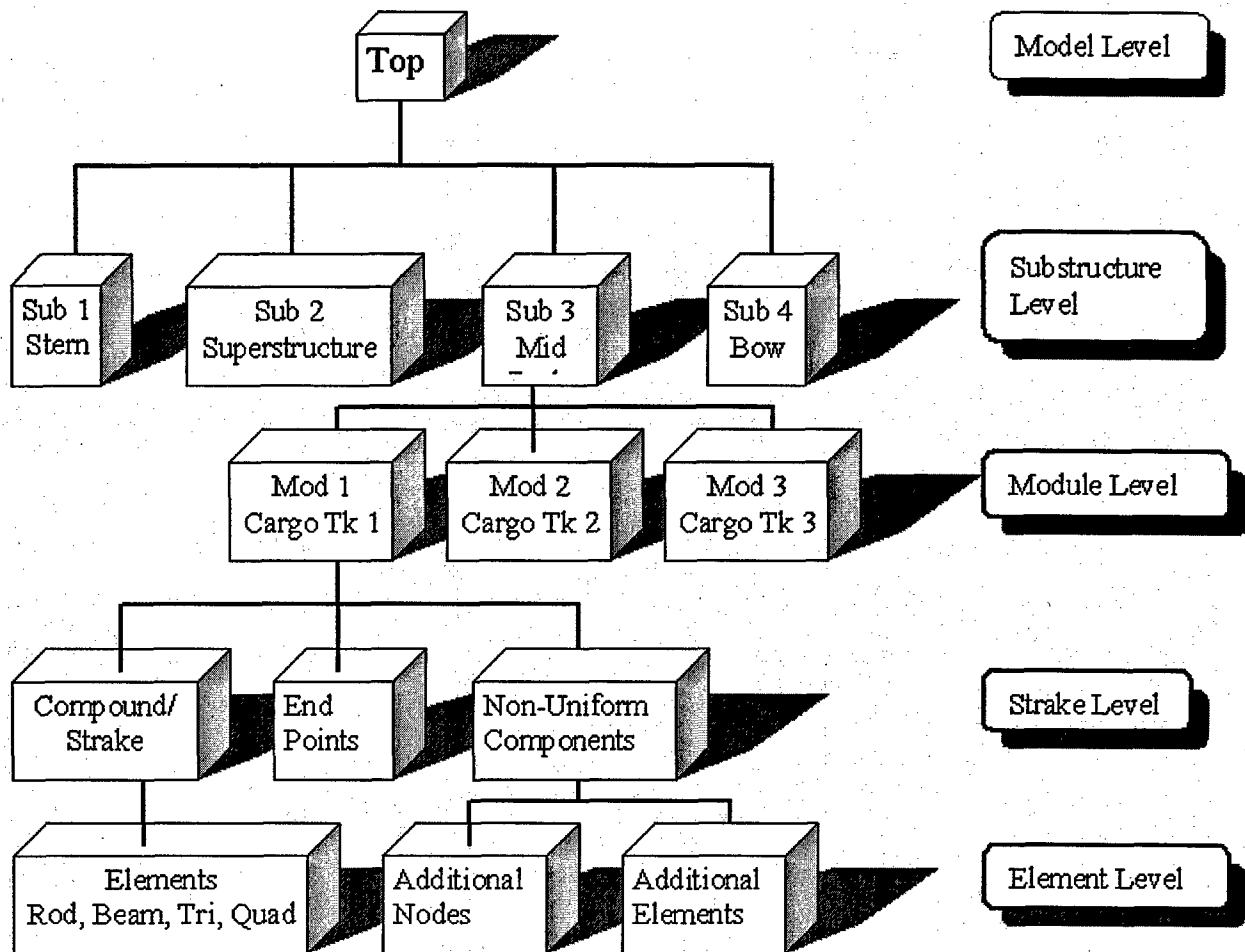 Top
Model Level
Sub 1
Stern
Sub 2
Superstructure
Sub 3
Mid
Sub 4
Bow
Substructure
Level
Mod 1
Cargo Tk 1
Mod 2
Cargo Tk 2
Mod 3
Cargo Tk 3
Module Level
Compound/
Strake
End
Points
Non-Uniform
Components
Strake Level
Elements
Rod, Beam, Tri, Quad
Additional
Nodes
Additional
Elements
Element Level